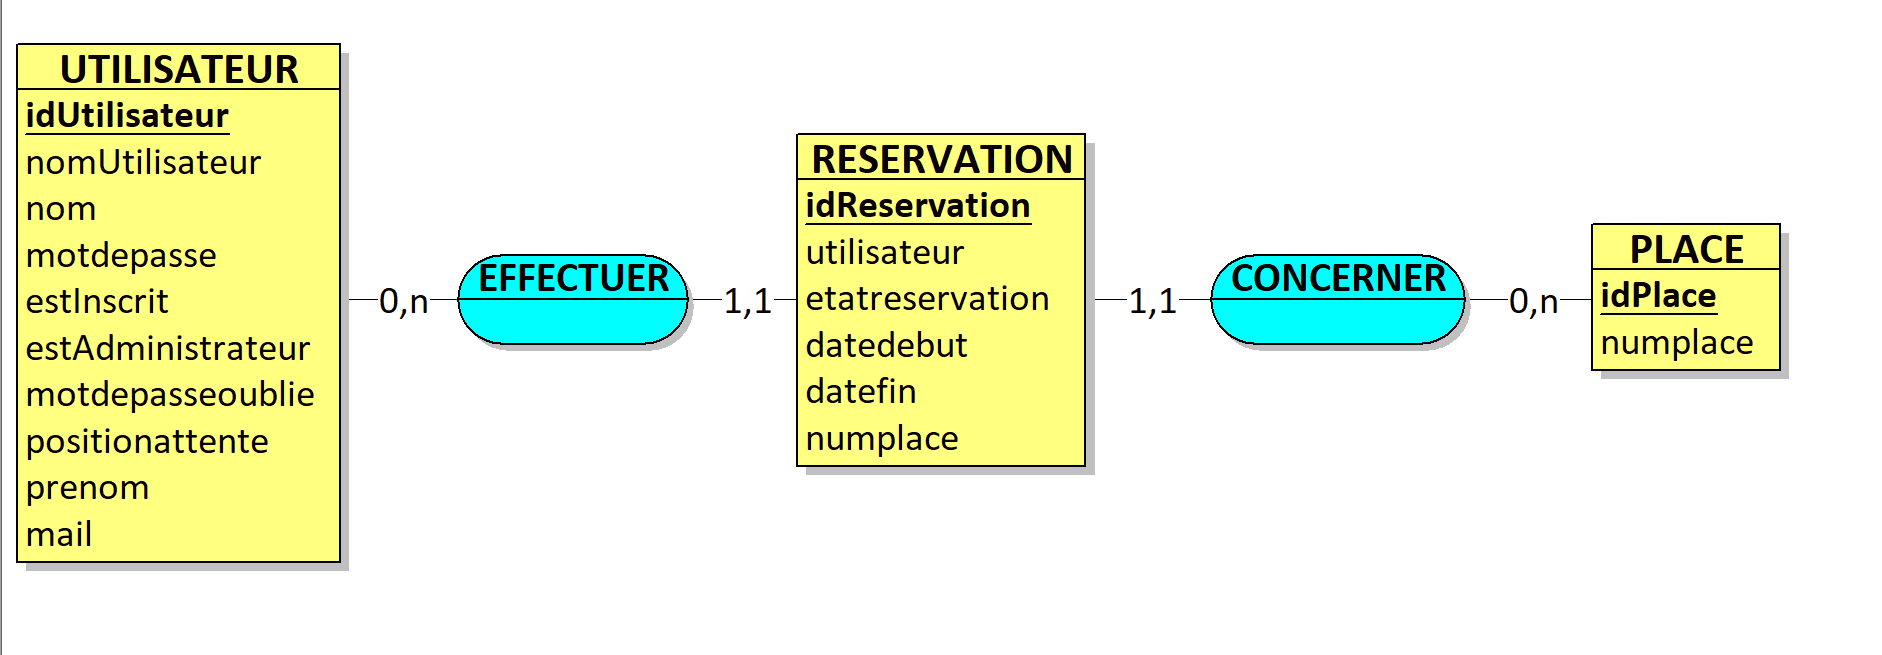 UTILISATEUR
idUtilisateur
nomUtilisateur
nom
motdepasse
estInscrit
estAdministrateur
motdepasseoublie
positionattente
prenom
mail
0,n
EFFECTUER
1,1
RESERVATION
idReservation
utilisateur
etatreservation
datedebut
datefin
numplace
1,1
CONCERNER
0,n
PLACE
idPlace
numplace